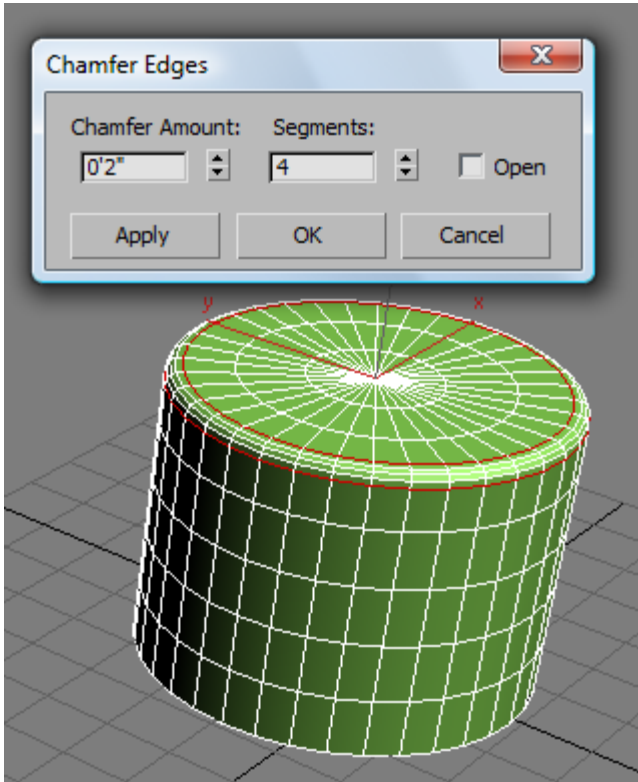 Chamfer Edges
Chamfer Amount: Segments:
0'2" 4 Open
Apply OK Cancel
y x